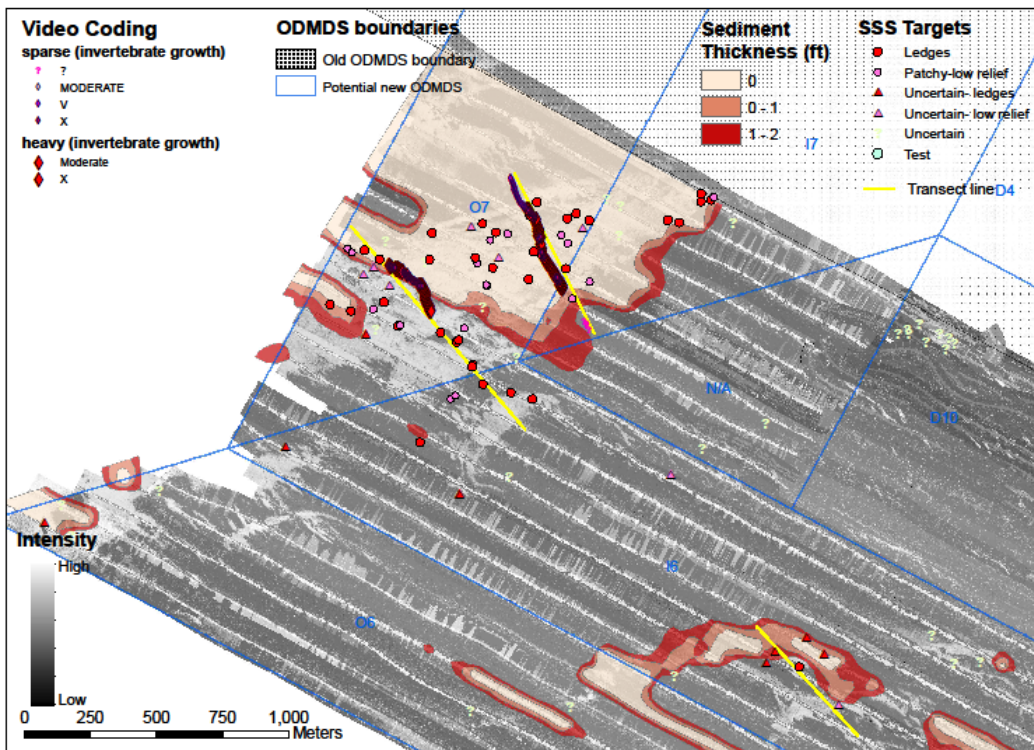 Video Coding
sparse (invertebrate growth)
? ?
MODERATE
V
X
heavy (invertebrate growth)
Moderate
X
ODMDS boundaries
Old ODMDS boundary
Potential new ODMDS
Sediment
Thickness (ft)
0
0 - 1
1 - 2
SSS Targets
Ledges
Patchy-low relief
Uncertain- ledges
Uncertain- low relief
? Uncertain
Test
Transect line
I7
D4
O7
N/A
D16
I6
O6
Intensity
High
Low
0 250 500 750 1,000
Meters